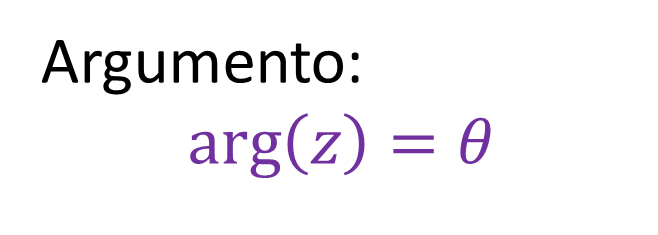 Argumento:
arg(z) = θ